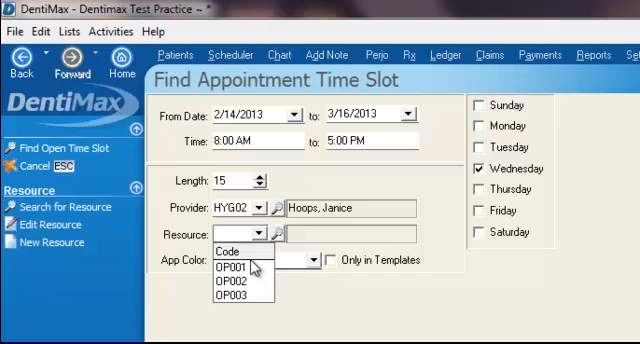 DentiMax - Dentimax Test Practice ~ *
File Edit Lists Activities Help
Back Forward Home
Patients Scheduler Chart Add Note Perio Rx Ledger Claims Payments Reports Se
Find Appointment Time Slot
DentiMax
Find Open Time Slot
Cancel ESC
Resource
Search for Resource
Edit Resource
New Resource
From Date: 2/14/2013 to: 3/16/2013
Time: 8:00 AM to: 5:00 PM
Length: 15
Provider: HYG02 Hoops, Janice
Resource:
Code
OP001
OP002
OP003
App Color: Only in Templates
Sunday
Monday
Tuesday
Wednesday
Thursday
Friday
Saturday